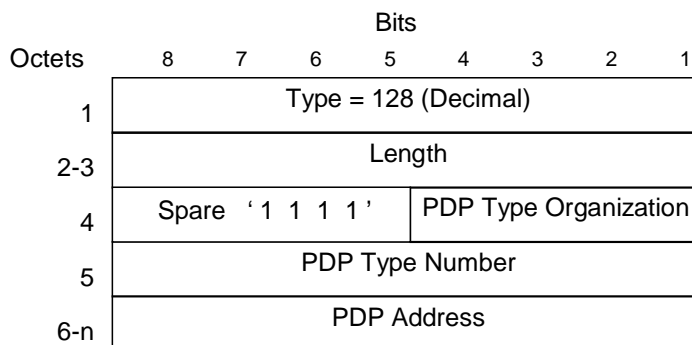 Bits
Octets 8 7 6 5 4 3 2 1
1 Type = 128 (Decimal)
2-3 Length
4 Spare ‘1 1 1 1’ PDP Type Organization
5 PDP Type Number
6-n PDP Address